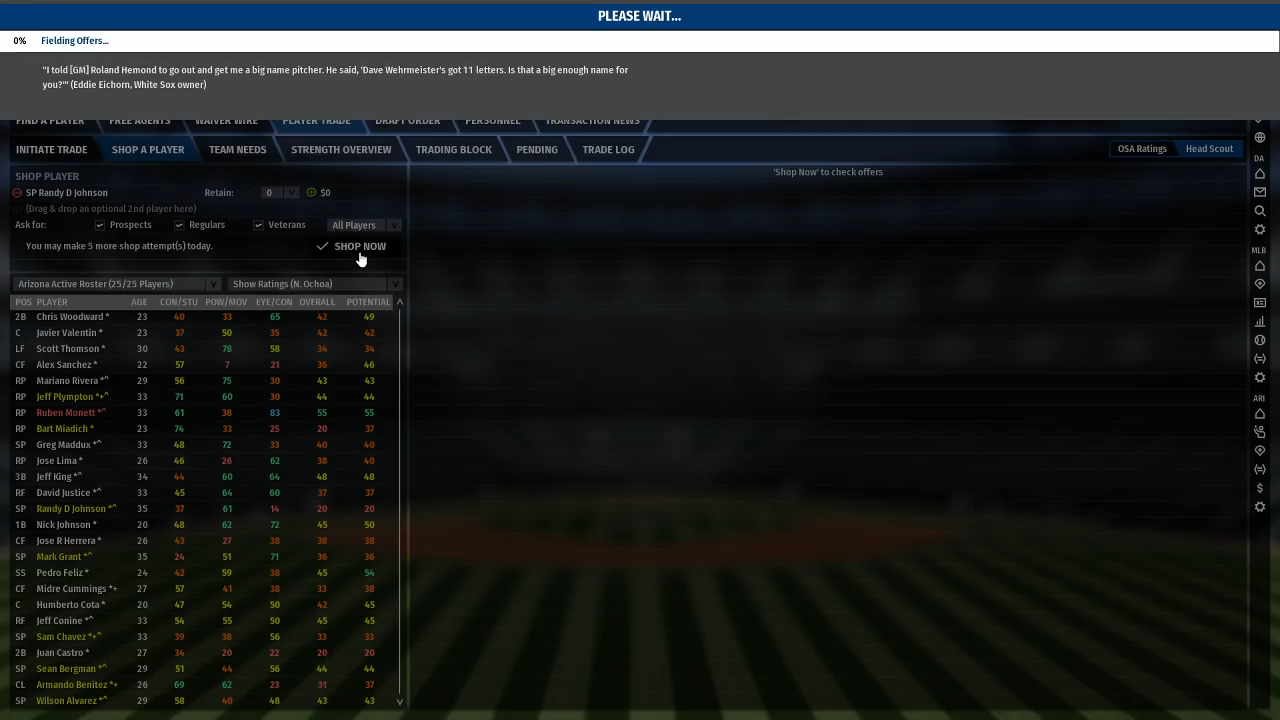 PLEASE WAIT...
0% Fielding Offers...
"I told [GM] Roland Hemond to go out and get me a big name pitcher. He said, 'Dave Wehrmeister's got 11 letters. Is that a big enough name for
you?'" (Eddie Eichorn, White Sox owner)
FIND A PLAYER FREE AGENTS WAIVER WIRE PLAYER TRADE DRAFT ORDER PERSONNEL TRANSACTION NEWS
INITIATE TRADE SHOP A PLAYER TEAM NEEDS STRENGTH OVERVIEW TRADING BLOCK PENDING TRADE LOG OSA Ratings Head Scout
SHOP PLAYER 'Shop Now' to check offers
SP Randy D Johnson Retain: 0 $0
(Drag & drop an optional 2nd player here)
Ask for: Prospects Regulars Veterans All Players
You may make 5 more shop attempt(s) today. SHOP NOW
Arizona Active Roster (25/25 Players) Show Ratings (N. Ochoa)
POS PLAYER AGE CON/STU POW/MOV EYE/CON OVERALL POTENTIAL
2B Chris Woodward * 23 40 33 65 42 49
C Javier Valentin * 23 37 50 35 42 42
LF Scott Thomson * 30 43 78 58 34 34
CF Alex Sanchez * 22 57 7 21 36 46
RP Mariano Rivera *^ 29 56 75 30 43 43
RP Jeff Plympton *+^ 33 71 60 30 44 44
RP Ruben Monett *^ 33 61 38 83 55 55
RP Bart Miadich * 23 74 33 25 20 37
SP Greg Maddux *^ 33 48 72 33 40 40
RP Jose Lima * 26 46 26 62 38 40
3B Jeff King *^ 34 44 60 64 48 48
RF David Justice *^ 33 45 64 60 37 37
SP Randy D Johnson *^ 35 37 61 14 20 20
1B Nick Johnson * 20 48 62 72 45 50
CF Jose R Herrera * 26 43 27 38 38 38
SP Mark Grant *^ 35 24 51 71 36 36
SS Pedro Feliz * 24 42 59 38 45 54
CF Midre Cummings *+ 27 57 41 38 33 38
C Humberto Cota * 20 47 54 50 42 45
RF Jeff Conine *^ 33 54 55 50 45 45
SP Sam Chavez *+^ 33 39 38 56 33 33
2B Juan Castro * 27 34 20 22 20 20
SP Sean Bergman *^ 29 51 44 56 44 44
CL Armando Benitez *+ 26 69 62 23 31 37
SP Wilson Alvarez *^ 29 58 40 48 43 43
DA
MLB
ARI
$